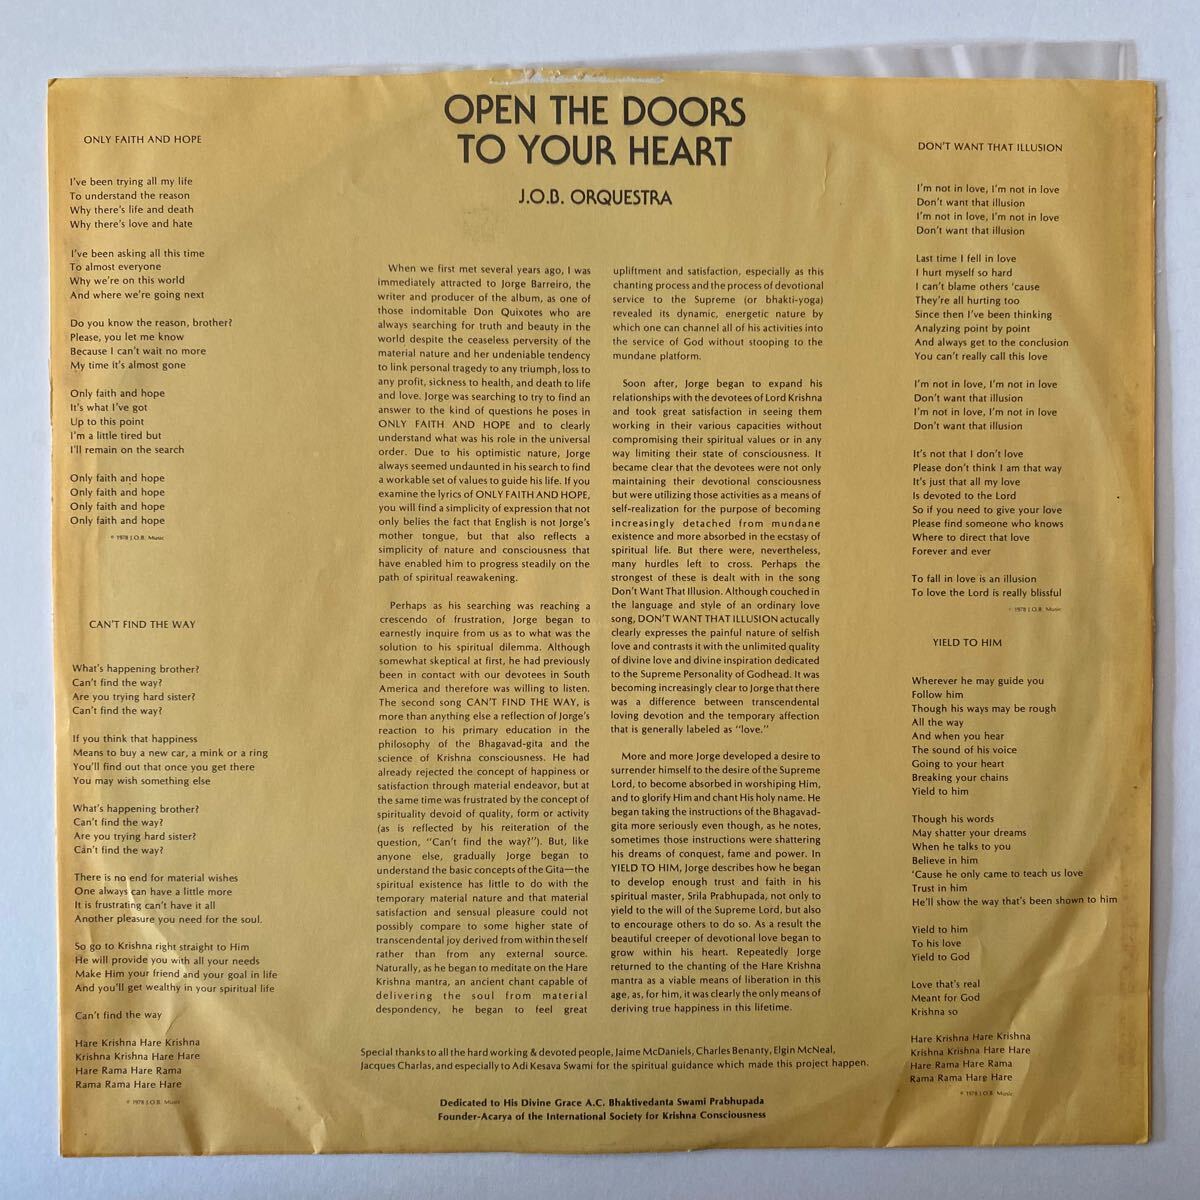 OPEN THE DOORS
TO YOUR HEART
J.O.B. ORQUESTRA
ONLY FAITH AND HOPE
I've been trying all my life
To understand the reason
Why there's life and death
Why there's love and hate
I've been asking all this time
To almost everyone
Why we're on this world
And where we're going next
Do you know the reason, brother?
Please, you let me know
Because I can't wait no more
My time it's almost gone
Only faith and hope
It's what I've got
Up to this point
I'm a little tired but
I'll remain on the search
Only faith and hope
Only faith and hope
Only faith and hope
Only faith and hope
© 1978 J.O.B. Music
CAN'T FIND THE WAY
What's happening brother?
Can't find the way?
Are you trying hard sister?
Can't find the way?
If you think that happiness
Means to buy a new car, a mink or a ring
You'll find out that once you get there
You may wish something else
What's happening brother?
Can't find the way?
Are you trying hard sister?
Can't find the way?
There is no end for material wishes
One always can have a little more
It is frustrating can't have it all
Another pleasure you need for the soul.
So go to Krishna right straight to Him
He will provide you with all your needs
Make Him your friend and your goal in life
And you'll get wealthy in your spiritual life
Can't find the way
Hare Krishna Hare Krishna
Krishna Krishna Hare Hare
Hare Rama Hare Rama
Rama Rama Hare Hare
© 1978 J.O.B. Music
When we first met several years ago, I was
immediately attracted to Jorge Barreiro, the
writer and producer of the album, as one of
those indomitable Don Quixotes who are
always searching for truth and beauty in the
world despite the ceaseless perversity of the
material nature and her undeniable tendency
to link personal tragedy to any triumph, loss to
any profit, sickness to health, and death to life
and love. Jorge was searching to try to find an
answer to the kind of questions he poses in
ONLY FAITH AND HOPE and to clearly
understand what was his role in the universal
order. Due to his optimistic nature, Jorge
always seemed undaunted in his search to find
a workable set of values to guide his life. If you
examine the lyrics of ONLY FAITH AND HOPE,
you will find a simplicity of expression that not
only belies the fact that English is not Jorge's
mother tongue, but that also reflects a
simplicity of nature and consciousness that
have enabled him to progress steadily on the
path of spiritual reawakening.
Perhaps as his searching was reaching a
crescendo of frustration, Jorge began to
earnestly inquire from us as to what was the
solution to his spiritual dilemma. Although
somewhat skeptical at first, he had previously
been in contact with our devotees in South
America and therefore was willing to listen.
The second song CAN'T FIND THE WAY, is
more than anything else a reflection of Jorge's
reaction to his primary education in the
philosophy of the Bhagavad-gita and the
science of Krishna consciousness. He had
already rejected the concept of happiness or
satisfaction through material endeavor, but at
the same time was frustrated by the concept of
spirituality devoid of quality, form or activity
(as is reflected by his reiteration of the
question, "Can't find the way?"). But, like
anyone else, gradually Jorge began to
understand the basic concepts of the Gita—the
spiritual existence has little to do with the
temporary material nature and that material
satisfaction and sensual pleasure could not
possibly compare to some higher state of
transcendental joy derived from within the self
rather than from any external source.
Naturally, as he began to meditate on the Hare
Krishna mantra, an ancient chant capable of
delivering the soul from material
despondency, he began to feel great
upliftment and satisfaction, especially as this
chanting process and the process of devotional
service to the Supreme (or bhakti-yoga)
revealed its dynamic, energetic nature by
which one can channel all of his activities into
the service of God without stooping to the
mundane platform.
Soon after, Jorge began to expand his
relationships with the devotees of Lord Krishna
and took great satisfaction in seeing them
working in their various capacities without
compromising their spiritual values or in any
way limiting their state of consciousness. It
became clear that the devotees were not only
maintaining their devotional consciousness
but were utilizing those activities as a means of
self-realization for the purpose of becoming
increasingly detached from mundane
existence and more absorbed in the ecstasy of
spiritual life. But there were, nevertheless,
many hurdles left to cross. Perhaps the
strongest of these is dealt with in the song
Don't Want That Illusion. Although couched in
the language and style of an ordinary love
song, DON'T WANT THAT ILLUSION actucally
clearly expresses the painful nature of selfish
love and contrasts it with the unlimited quality
of divine love and divine inspiration dedicated
to the Supreme Personality of Godhead. It was
becoming increasingly clear to Jorge that there
was a difference between transcendental
loving devotion and the temporary affection
that is generally labeled as "love."
More and more Jorge developed a desire to
surrender himself to the desire of the Supreme
Lord, to become absorbed in worshiping Him,
and to glorify Him and chant His holy name. He
began taking the instructions of the Bhagavad-
gita more seriously even though, as he notes,
sometimes those instructions were shattering
his dreams of conquest, fame and power. In
YIELD TO HIM, Jorge describes how he began
to develop enough trust and faith in his
spiritual master, Srila Prabhupada, not only to
yield to the will of the Supreme Lord, but also
to encourage others to do so. As a result the
beautiful creeper of devotional love began to
grow within his heart. Repeatedly Jorge
returned to the chanting of the Hare Krishna
mantra as a viable means of liberation in this
age, as, for him, it was clearly the only means of
deriving true happiness in this lifetime.
Special thanks to all the hard working & devoted people, Jaime McDaniels, Charles Benanty, Elgin McNeal,
Jacques Charlas, and especially to Adi Kesava Swami for the spiritual guidance which made this project happen.
Dedicated to His Divine Grace A.C. Bhaktivedanta Swami Prabhupada
Founder-Acarya of the International Society for Krishna Consciousness
DON'T WANT THAT ILLUSION
I'm not in love, I'm not in love
Don't want that illusion
I'm not in love, I'm not in love
Don't want that illusion
Last time I fell in love
I hurt myself so hard
I can't blame others 'cause
They're all hurting too
Since then I've been thinking
Analyzing point by point
And always get to the conclusion
You can't really call this love
I'm not in love, I'm not in love
Don't want that illusion
I'm not in love, I'm not in love
Don't want that illusion
It's not that I don't love
Please don't think I am that way
It's just that all my love
Is devoted to the Lord
So if you need to give your love
Please find someone who knows
Where to direct that love
Forever and ever
To fall in love is an illusion
To love the Lord is really blissful
© 1978 J.O.B. Music
YIELD TO HIM
Wherever he may guide you
Follow him
Though his ways may be rough
All the way
And when you hear
The sound of his voice
Going to your heart
Breaking your chains
Yield to him
Though his words
May shatter your dreams
When he talks to you
Believe in him
'Cause he only came to teach us love
Trust in him
He'll show the way that's been shown to him
Yield to him
To his love
Yield to God
Love that's real
Meant for God
Krishna so
Hare Krishna Hare Krishna
Krishna Krishna Hare Hare
Hare Rama Hare Rama
Rama Rama Hare Hare
© 1978 J.O.B. Music